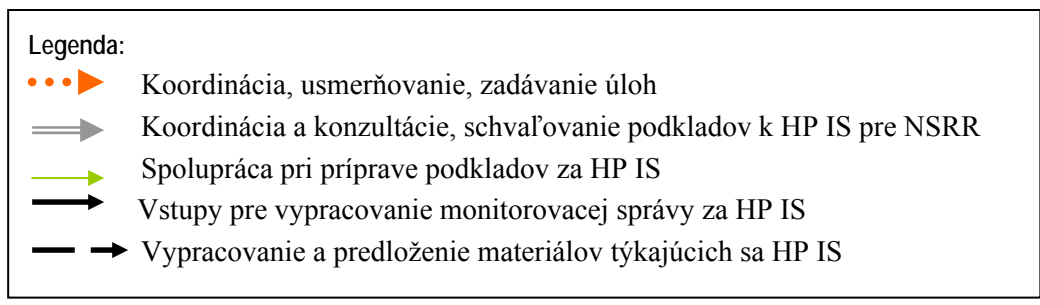 Legenda:
Koordinácia, usmerňovanie, zadávanie úloh
Koordinácia a konzultácie, schvaľovanie podkladov k HP IS pre NSRR
Spolupráca pri príprave podkladov za HP IS
Vstupy pre vypracovanie monitorovacej správy za HP IS
Vypracovanie a predloženie materiálov týkajúcich sa HP IS